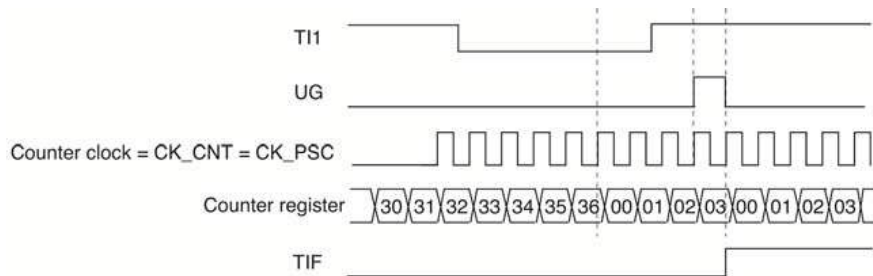 TI1
UG
Counter clock = CK_CNT = CK_PSC
Counter register 30 31 32 33 34 35 36 00 01 02 03 00 01 02 03
TIF